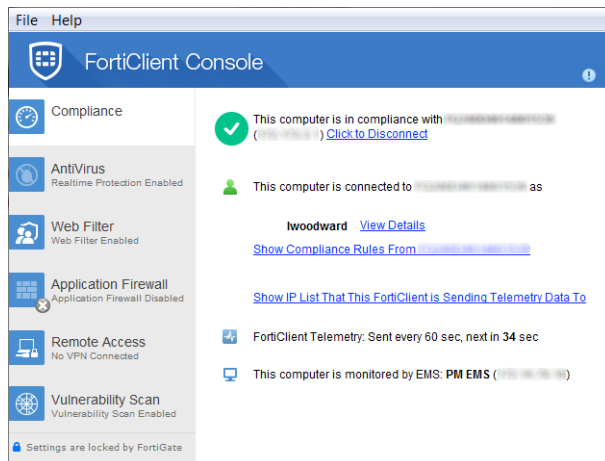 File Help
FortiClient Console
Compliance
AntiVirus
Realtime Protection Enabled
Web Filter
Web Filter Enabled
Application Firewall
Application Firewall Disabled
Remote Access
No VPN Connected
Vulnerability Scan
Vulnerability Scan Enabled
Settings are locked by FortiGate
This computer is in compliance with
( ) Click to Disconnect
This computer is connected to as
lwoodward View Details
Show Compliance Rules From
Show IP List That This FortiClient is Sending Telemetry Data To
FortiClient Telemetry: Sent every 60 sec, next in 34 sec
This computer is monitored by EMS: PM EMS ( )